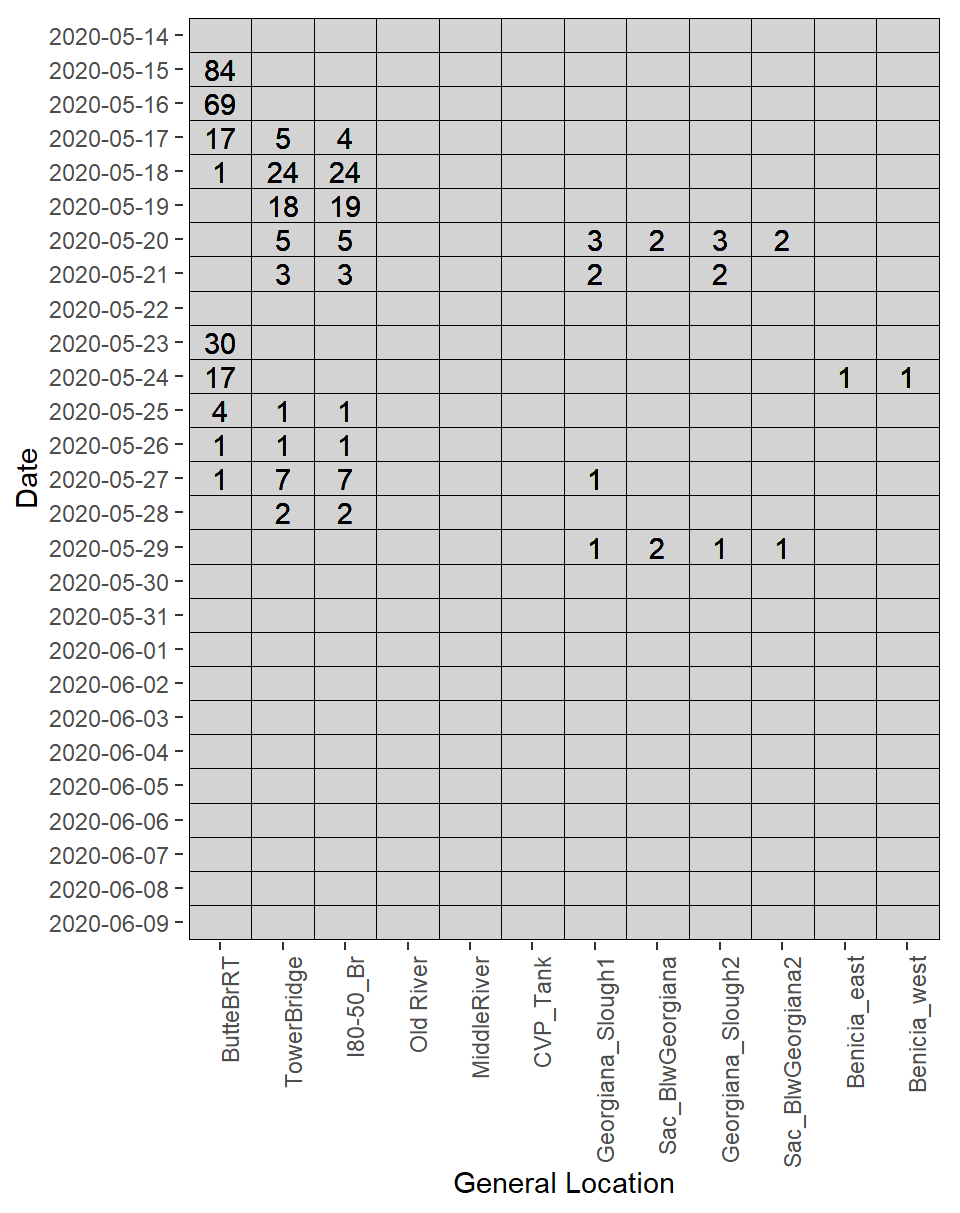 2020-05-14
2020-05-15 84
2020-05-16 69
2020-05-17 17 5 4
2020-05-18 1 24 24
2020-05-19 18 19
2020-05-20 5 5 3 2 3 2
2020-05-21 3 3 2 2
2020-05-22
2020-05-23 30
2020-05-24 17 1 1
2020-05-25 4 1 1
2020-05-26 1 1 1
2020-05-27 1 7 7 1
2020-05-28 2 2
2020-05-29 1 2 1 1
2020-05-30
2020-05-31
2020-06-01
2020-06-02
2020-06-03
2020-06-04
2020-06-05
2020-06-06
2020-06-07
2020-06-08
2020-06-09
Date
ButteBrRT
TowerBridge
I80-50_Br
Old River
MiddleRiver
CVP_Tank
Georgiana_Slough1
Sac_BlwGeorgiana
Georgiana_Slough2
Sac_BlwGeorgiana2
Benicia_east
Benicia_west
General Location